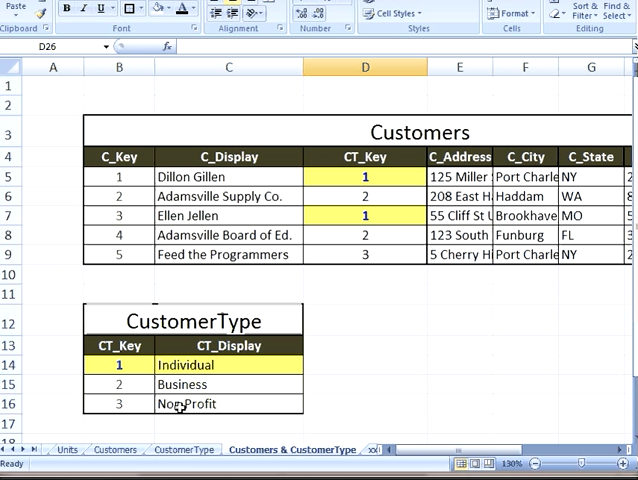 Paste
B I U A
Cell Styles
Format
Sort & Find &
Filter Select
Clipboard Font Alignment Number Styles Cells Editing
D26 fx
A B C D E F G
1
2
3 Customers
4 C_Key C_Display CT_Key C_Address C_City C_State
5 1 Dillon Gillen 1 125 Miller Port Charle NY
6 2 Adamsville Supply Co. 2 208 East H Haddam WA
7 3 Ellen Jellen 1 55 Cliff St Brookhave MO
8 4 Adamsville Board of Ed. 2 123 South Funburg FL
9 5 Feed the Programmers 3 5 Cherry Hi Port Charle NY
10
11
12 CustomerType
13 CT_Key CT_Display
14 1 Individual
15 2 Business
16 3 Non-Profit
17
18
Units Customers CustomerType Customers & CustomerType
Ready 130%